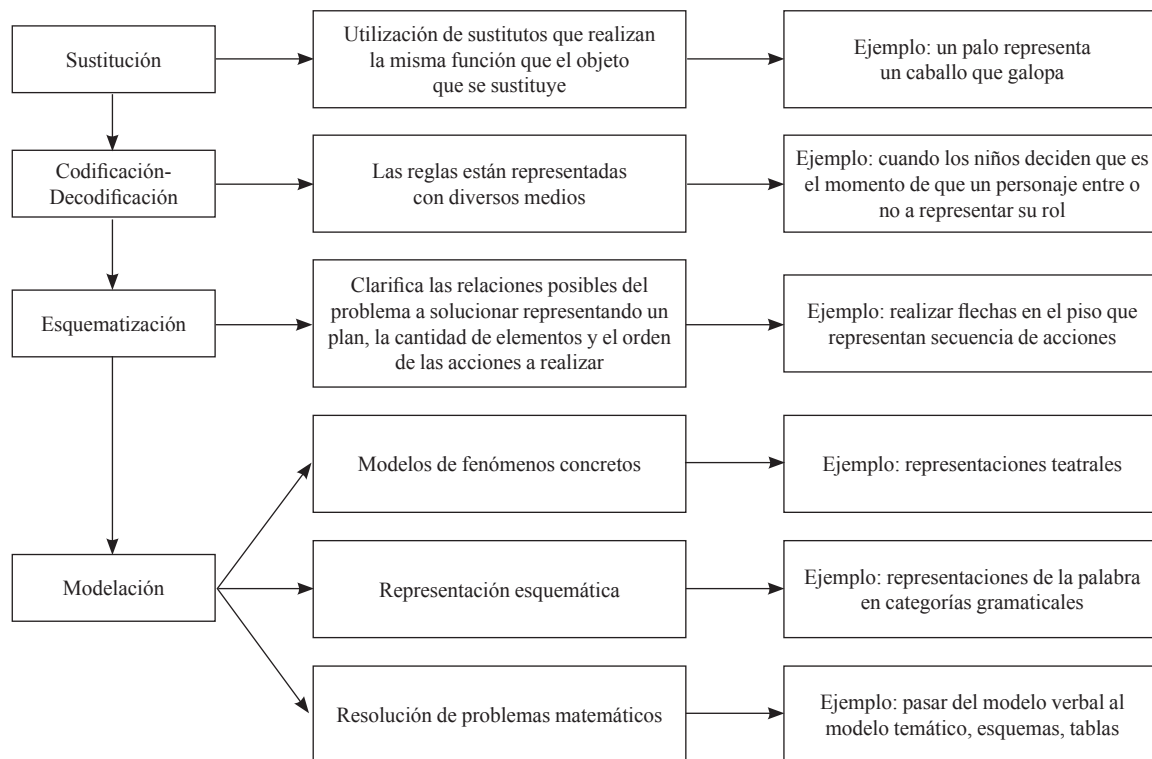 Sustitución
Utilización de sustitutos que realizan
la misma función que el objeto
que se sustituye
Ejemplo: un palo representa
un caballo que galopa
Codificación-
Decodificación
Las reglas están representadas
con diversos medios
Ejemplo: cuando los niños deciden que es
el momento de que un personaje entre o
no a representar su rol
Esquematización
Clarifica las relaciones posibles del
problema a solucionar representando un
plan, la cantidad de elementos y el orden
de las acciones a realizar
Ejemplo: realizar flechas en el piso que
representan secuencia de acciones
Modelación
Modelos de fenómenos concretos
Ejemplo: representaciones teatrales
Representación esquemática
Ejemplo: representaciones de la palabra
en categorías gramaticales
Resolución de problemas matemáticos
Ejemplo: pasar del modelo verbal al
modelo temático, esquemas, tablas